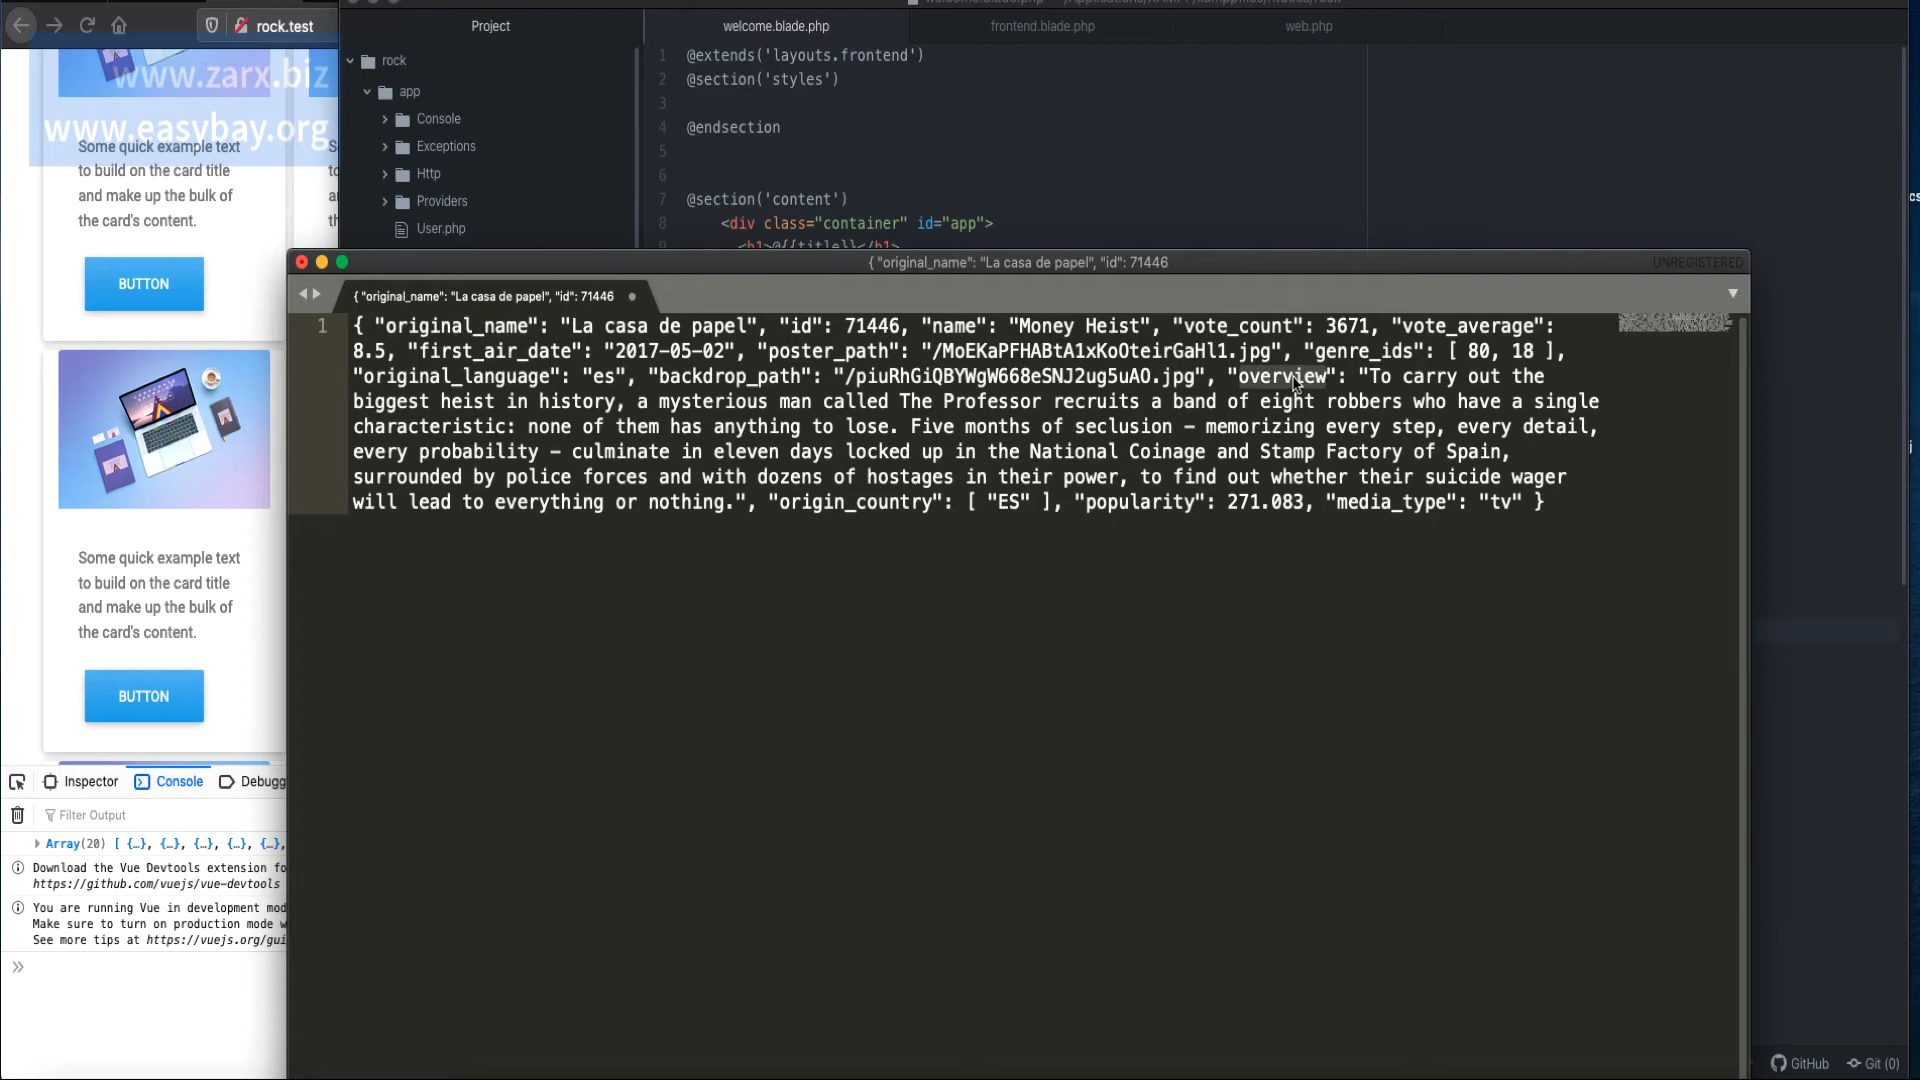 rock.test
www.zarx.biz
www.easybay.org
Some quick example text
to build on the card title
and make up the bulk of
the card's content.
BUTTON
Some quick example text
to build on the card title
and make up the bulk of
the card's content.
BUTTON
Inspector
Console
Debugg
Filter Output
Array(20) [ {…}, {…}, {…}, {…}, {…},
Download the Vue Devtools extension fo
https://github.com/vuejs/vue-devtools
You are running Vue in development mod
Make sure to turn on production mode w
See more tips at https://vuejs.org/gui
Project
rock
app
Console
Exceptions
Http
Providers
User.php
welcome.blade.php
frontend.blade.php
web.php
1 @extends('layouts.frontend')
2 @section('styles')
3
4 @endsection
5
6
7 @section('content')
8 <div class="container" id="app">
9 <h1>@{{title}}</h1>
{ "original_name": "La casa de papel", "id": 71446
UNREGISTERED
{ "original_name": "La casa de papel", "id": 71446
1 { "original_name": "La casa de papel", "id": 71446, "name": "Money Heist", "vote_count": 3671, "vote_average":
8.5, "first_air_date": "2017-05-02", "poster_path": "/MoEKaPFHABtA1xKoOteirGaHl1.jpg", "genre_ids": [ 80, 18 ],
"original_language": "es", "backdrop_path": "/piuRhGiQBYWgW668eSNJ2ug5uAO.jpg", "overview": "To carry out the
biggest heist in history, a mysterious man called The Professor recruits a band of eight robbers who have a single
characteristic: none of them has anything to lose. Five months of seclusion – memorizing every step, every detail,
every probability – culminate in eleven days locked up in the National Coinage and Stamp Factory of Spain,
surrounded by police forces and with dozens of hostages in their power, to find out whether their suicide wager
will lead to everything or nothing.", "origin_country": [ "ES" ], "popularity": 271.083, "media_type": "tv" }
GitHub
Git (0)